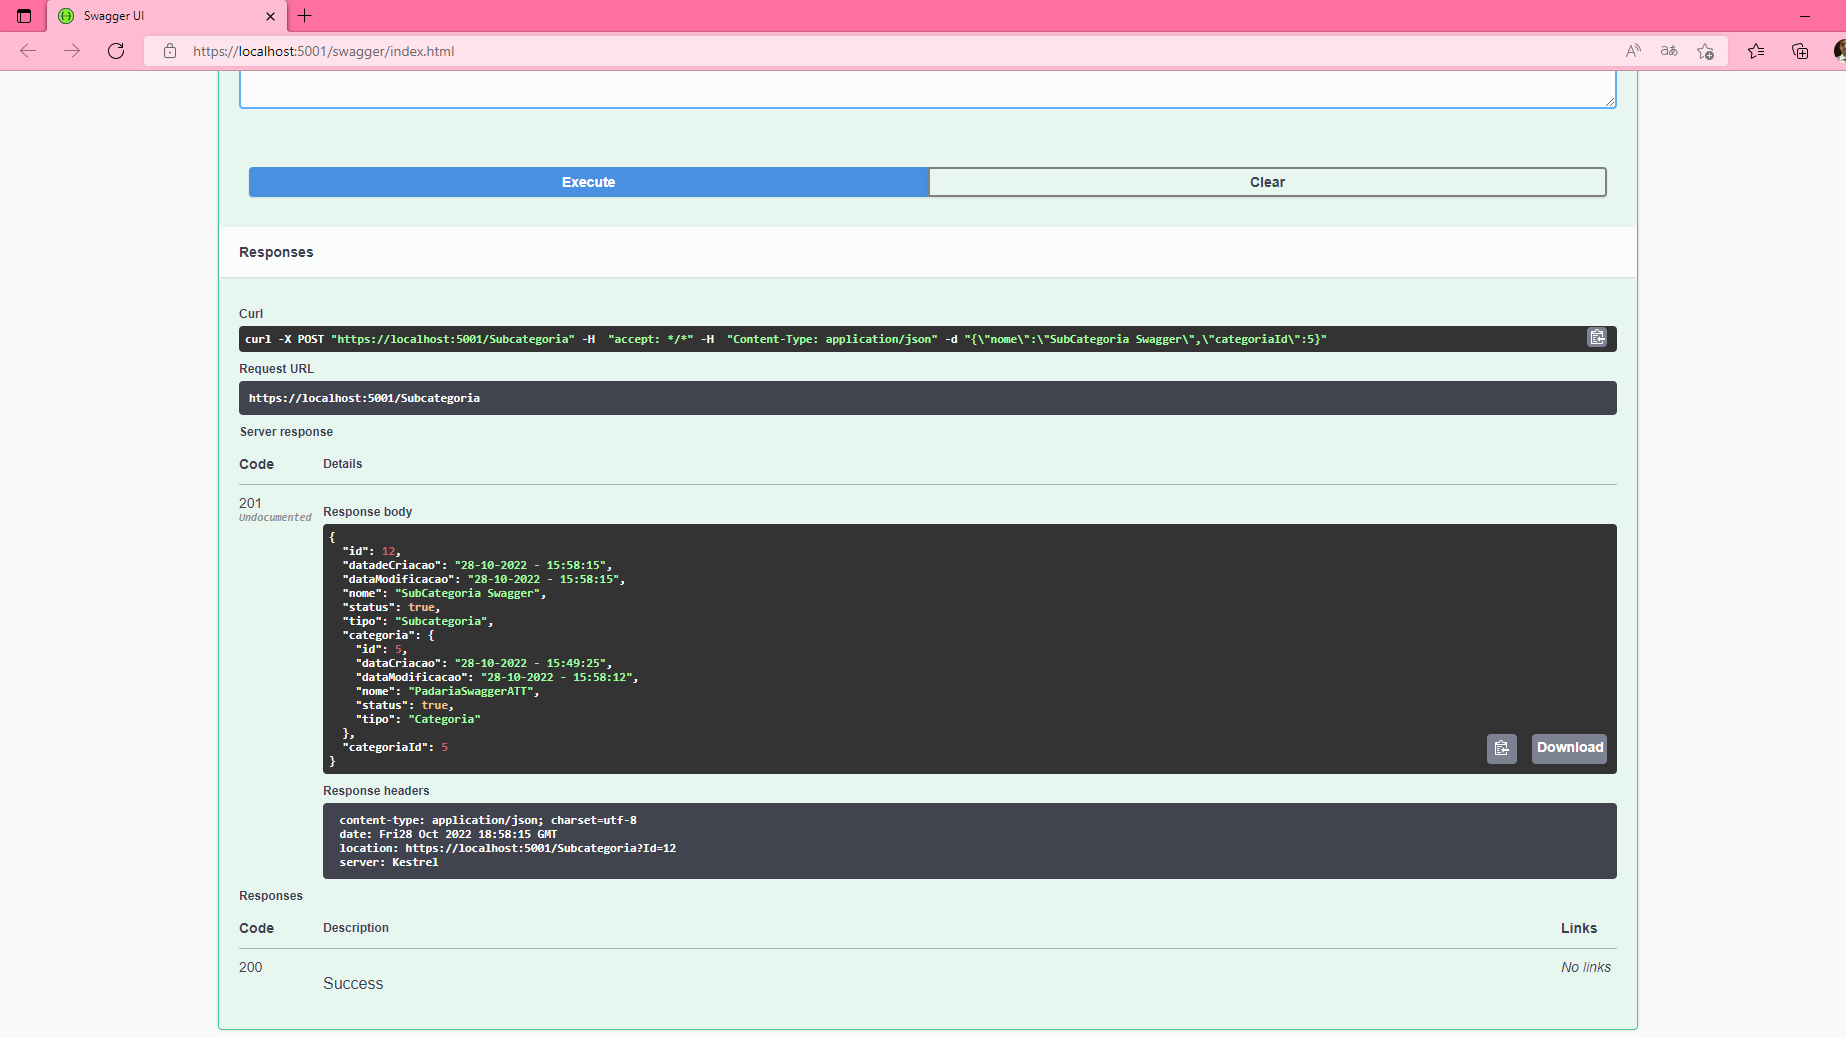 Swagger UI
https://localhost:5001/swagger/index.html
Execute
Clear
Responses
Curl
curl -X POST "https://localhost:5001/Subcategoria" -H  "accept: */*" -H  "Content-Type: application/json" -d "{\"nome\":\"SubCategoria Swagger\",\"categoriaId\":5}"
Request URL
https://localhost:5001/Subcategoria
Server response
Code Details
201
Undocumented
Response body
{
  "id": 12,
  "datadeCriacao": "28-10-2022 - 15:58:15",
  "dataModificacao": "28-10-2022 - 15:58:15",
  "nome": "SubCategoria Swagger",
  "status": true,
  "tipo": "Subcategoria",
  "categoria": {
    "id": 5,
    "dataCriacao": "28-10-2022 - 15:49:25",
    "dataModificacao": "28-10-2022 - 15:58:12",
    "nome": "PadariaSwaggerATT",
    "status": true,
    "tipo": "Categoria"
  },
  "categoriaId": 5
}
Download
Response headers
content-type: application/json; charset=utf-8
date: Fri28 Oct 2022 18:58:15 GMT
location: https://localhost:5001/Subcategoria?Id=12
server: Kestrel
Responses
Code Description Links
200 No links
Success